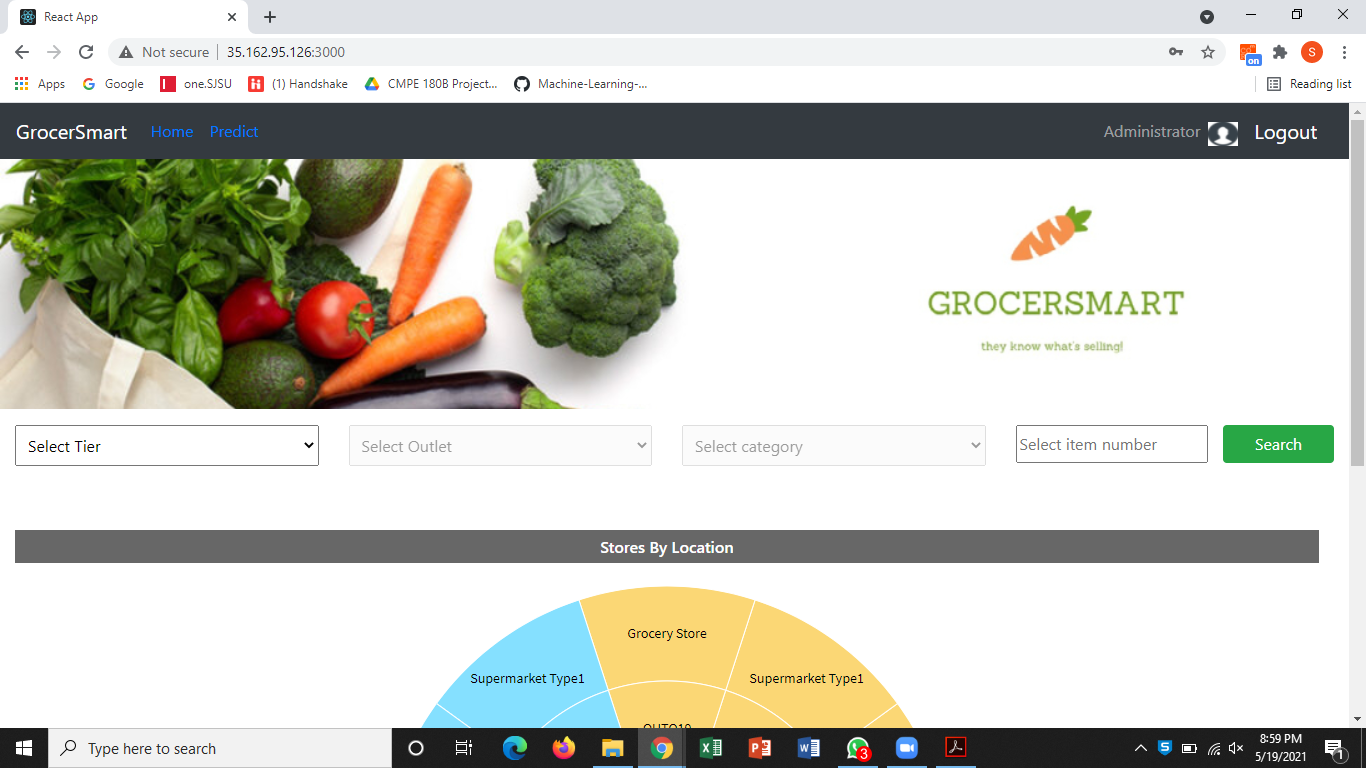 React App
Not secure 35.162.95.126:3000
Apps Google one.SJSU (1) Handshake CMPE 180B Project... Machine-Learning-... Reading list
on
S
GrocerSmart Home Predict Administrator Logout
GROCERSMART
they know what's selling!
Select Tier Select Outlet Select category Select item number Search
Stores By Location
Grocery Store
Supermarket Type1 Supermarket Type1
Type here to search
3
8:59 PM
5/19/2021
1